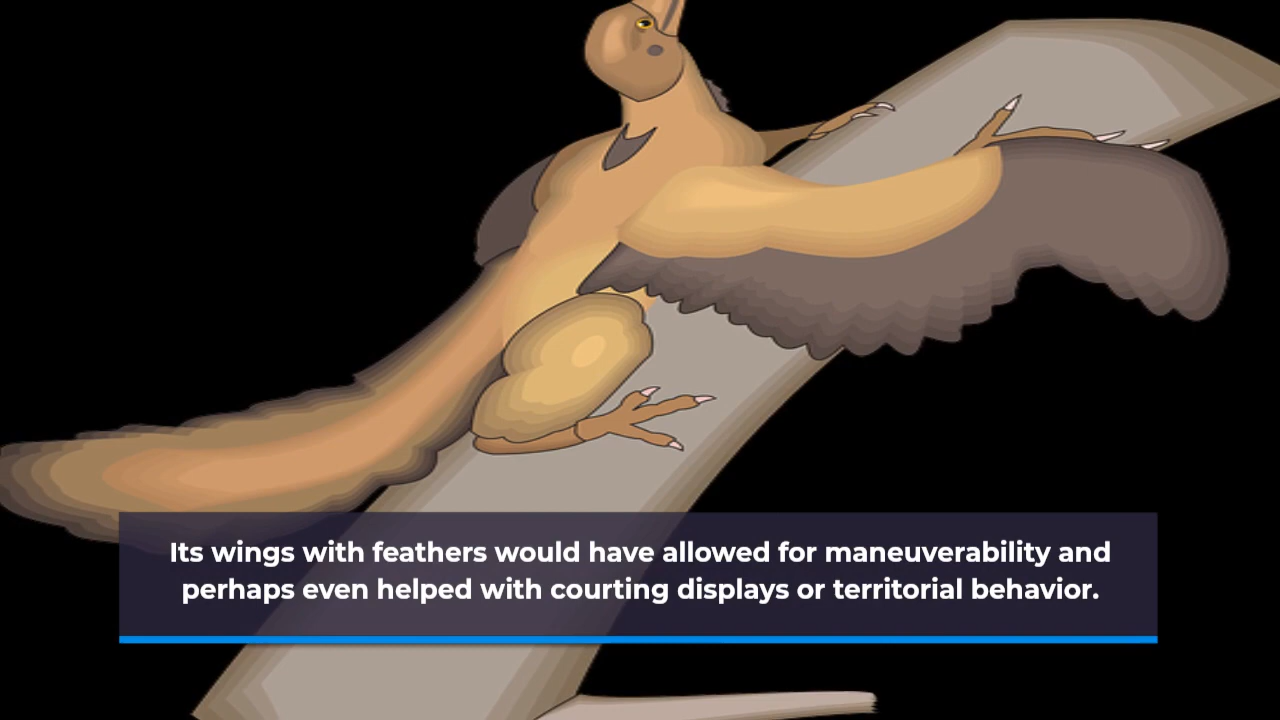 Its wings with feathers would have allowed for maneuverability and
perhaps even helped with courting displays or territorial behavior.